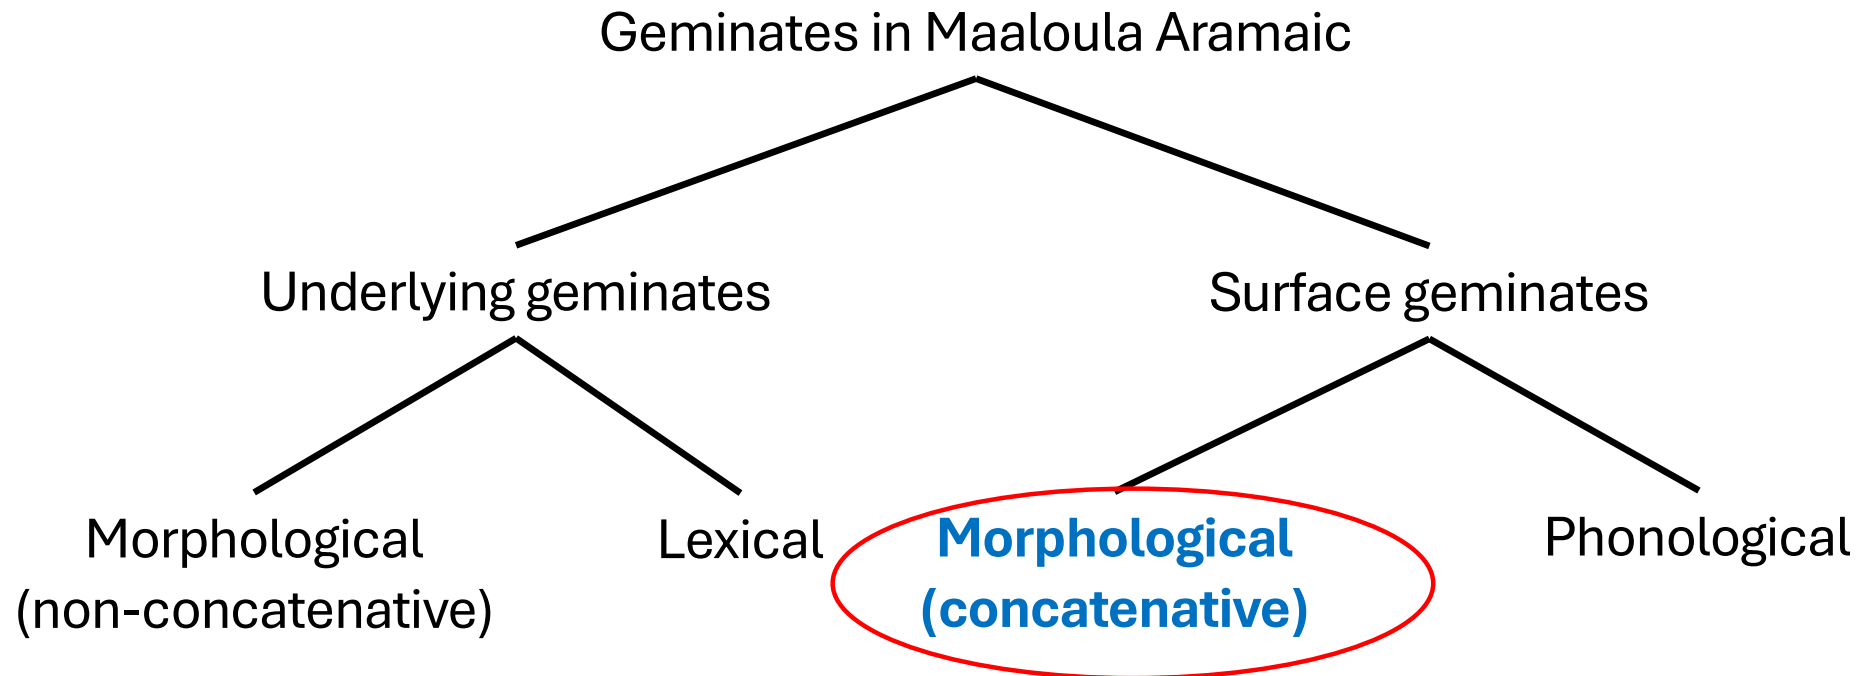 Geminates in Maaloula Aramaic
Underlying geminates
Surface geminates
Morphological
(non-concatenative)
Lexical
Morphological
(concatenative)
Phonological